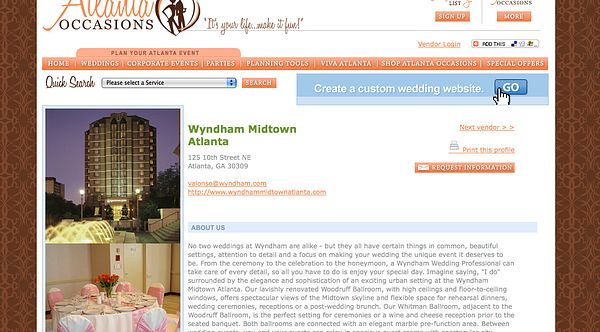 Atlanta
OCCASIONS
"It's your life...make it fun!"
LIST
SIGN UP
OCCASIONS
MORE
Vendor Login
ADD THIS
PLAN YOUR ATLANTA EVENT
HOME | WEDDINGS | CORPORATE EVENTS | PARTIES | PLANNING TOOLS | VIVA ATLANTA | SHOP ATLANTA OCCASIONS | SPECIAL OFFERS
Quick Search
Please select a Service
SEARCH
Create a custom wedding website.
GO
Wyndham Midtown
Atlanta
125 10th Street NE
Atlanta, GA 30309
valonso@wyndham.com
http://www.wyndhammidtownatlanta.com
Next vendor > >
Print this profile
REQUEST INFORMATION
ABOUT US
No two weddings at Wyndham are alike - but they all have certain things in common, beautiful
settings, attention to detail and a focus on making your wedding the unique event it deserves to
be. From the ceremony to the celebration to the honeymoon, a Wyndham Wedding Professional can
take care of every detail, so all you have to do is enjoy your special day. Imagine saying, "I do"
surrounded by the elegance and sophistication of an exciting urban setting at the Wyndham
Midtown Atlanta. Our lavishly renovated Woodruff Ballroom, with high ceilings and floor-to-ceiling
windows, offers spectacular views of the Midtown skyline and flexible space for rehearsal dinners,
wedding ceremonies, receptions or a post-wedding brunch. Our Whitman Ballroom, adjacent to the
Woodruff Ballroom, is the perfect setting for ceremonies or a wine and cheese reception prior to the
seated banquet. Both ballrooms are connected with an elegant marble pre-function area. Between